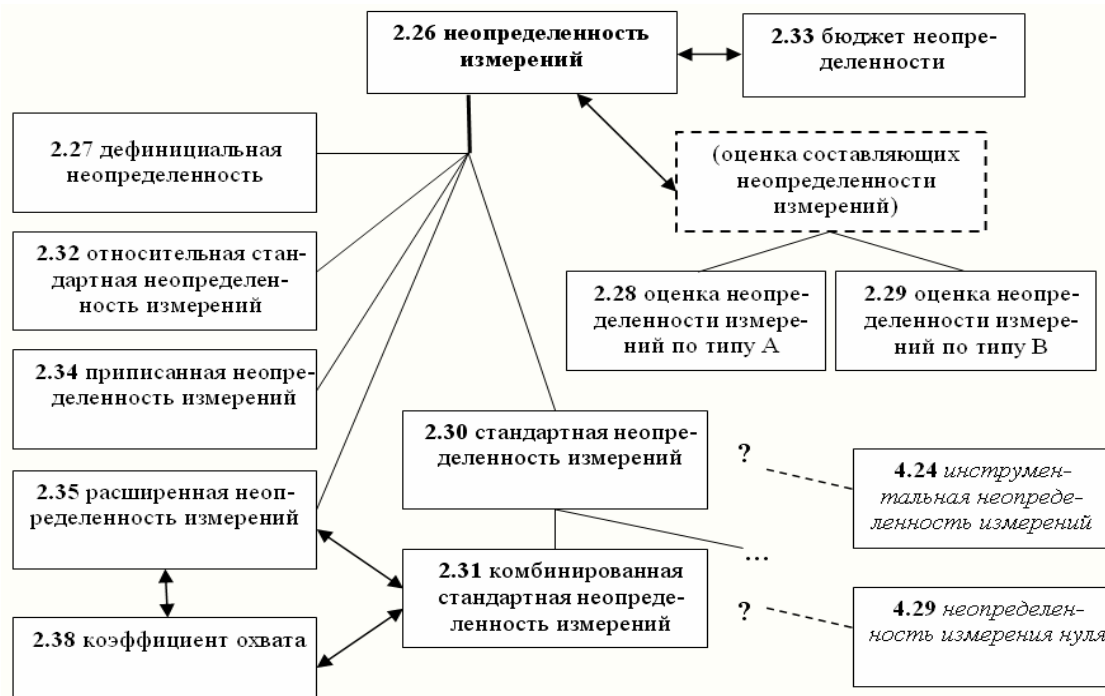 2.26 неопределенность
измерений
2.33 бюджет неопре-
деленности
2.27 дефинициальная
неопределенность
(оценка составляющих
неопределенности
измерений)
2.32 относительная стан-
дартная неопределен-
ность измерений
2.28 оценка неопре-
деленности измере-
ний по типу А
2.29 оценка неопре-
деленности измере-
ний по типу В
2.34 приписанная неопре-
деленность измерений
2.30 стандартная неопре-
деленность измерений
?
4.24 инструмен-
тальная неопреде-
ленность измерений
2.35 расширенная неоп-
ределенность измерений
...
2.31 комбинированная
стандартная неопреде-
ленность измерений
?
4.29 неопределен-
ность измерения нуля
2.38 коэффициент охвата